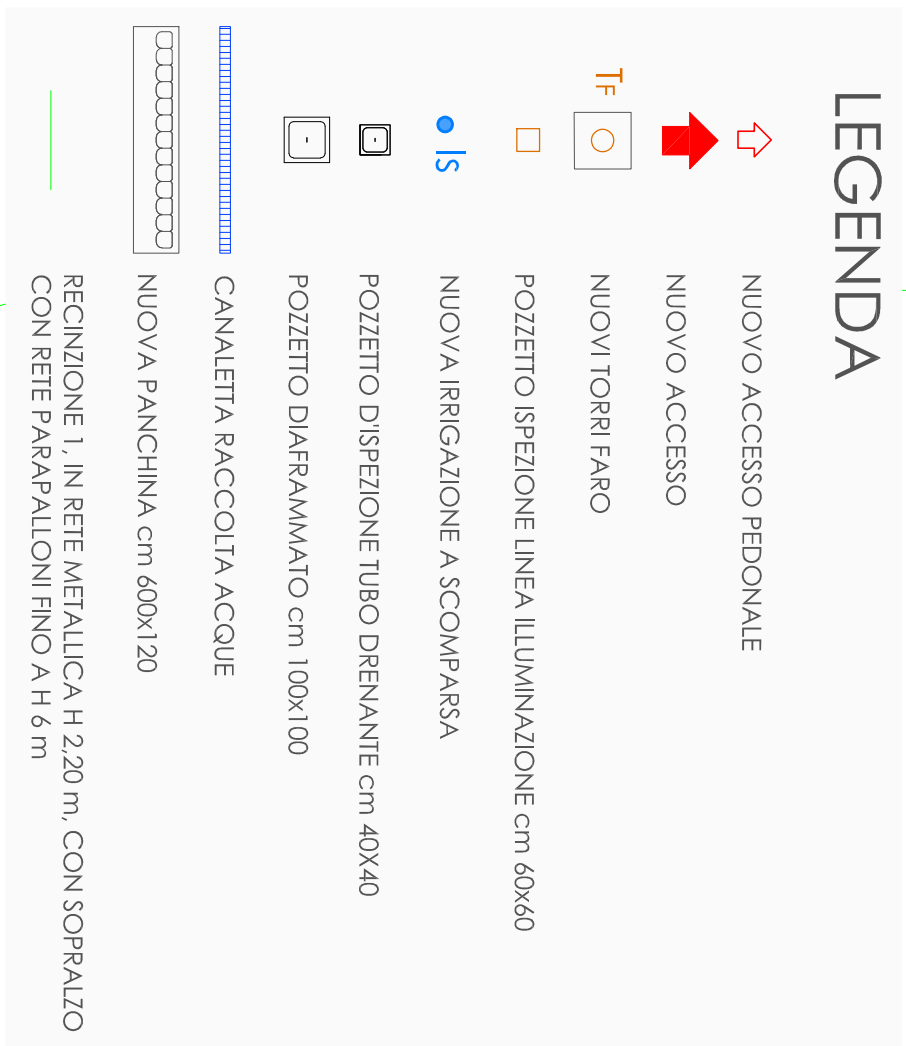 LEGENDA
NUOVO ACCESSO PEDONALE
NUOVO ACCESSO
TF
NUOVI TORRI FARO
POZZETTO ISPEZIONE LINEA ILLUMINAZIONE cm 60x60
IS
NUOVA IRRIGAZIONE A SCOMPARSA
POZZETTO D'ISPEZIONE TUBO DRENANTE cm 40X40
POZZETTO DIAFRAMMATO cm 100x100
CANALETTA RACCOLTA ACQUE
NUOVA PANCHINA cm 600x120
RECINZIONE 1, IN RETE METALLICA H 2,20 m, CON SOPRALZO
CON RETE PARAPALLONI FINO A H 6 m